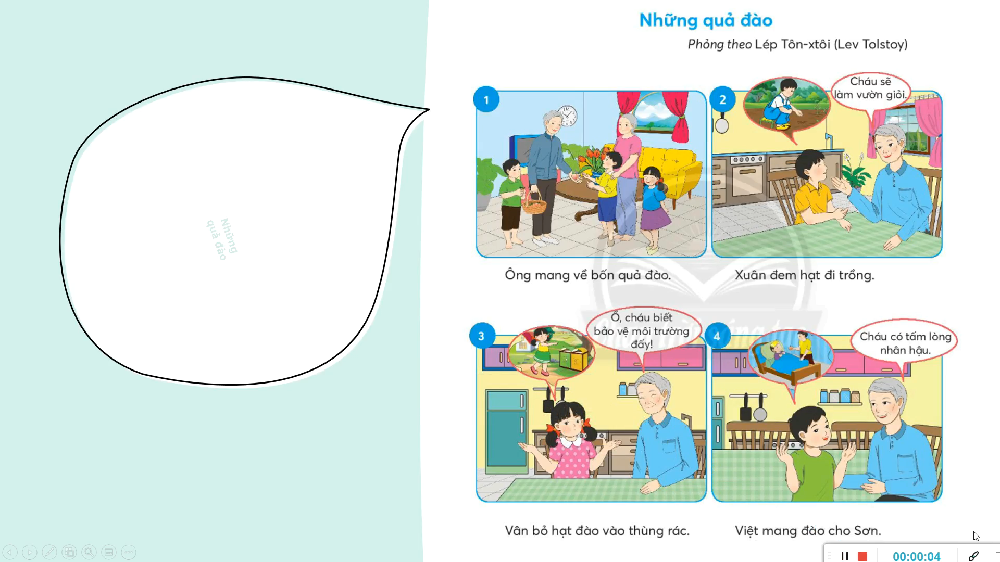 Những
quả đào
Những quả đào
Phỏng theo Lép Tôn-xtôi (Lev Tolstoy)
1
2
Cháu sẽ
làm vườn giỏi.
Ông mang về bốn quả đào.
Xuân đem hạt đi trồng.
3
Ồ, cháu biết
bảo vệ môi trường
đấy!
4
Cháu có tấm lòng
nhân hậu.
Vân bỏ hạt đào vào thùng rác.
Việt mang đào cho Sơn.
00:00:04